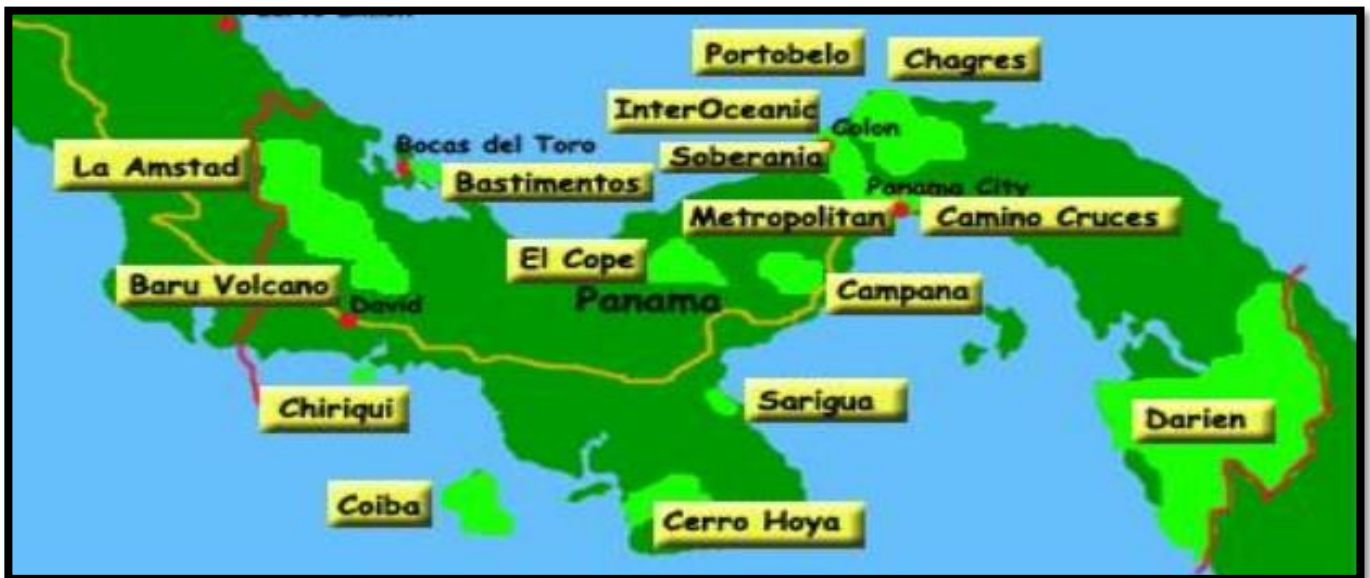 Portobelo
Chagres
InterOceanic
Colon
Bocas del Toro
La Amstad
Soberania
Bastimentos
Panama City
Metropolitan
Camino Cruces
El Cope
Baru Volcano
Campana
David
Panama
Chiriqui
Sarigua
Darien
Coiba
Cerro Hoya